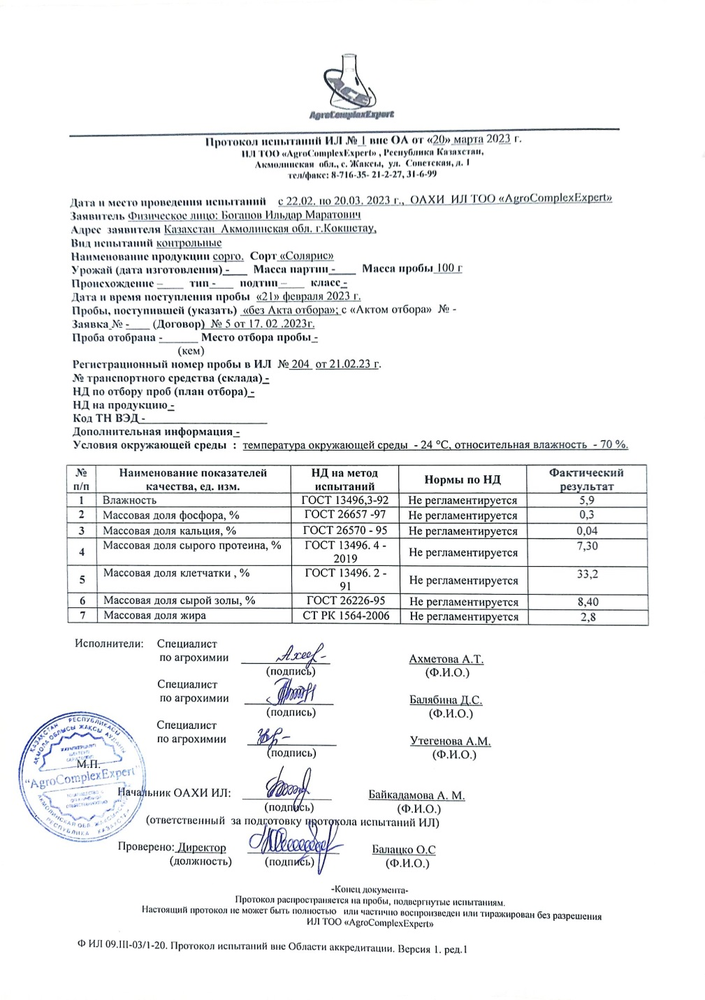 ACE
AgroComplexExpert
Протокол испытаний ИЛ № 1 вне ОА от «20» марта 2023 г.
ИЛ ТОО «AgroComplexExpert» , Республика Казахстан,
Акмолинская обл., с. Жаксы, ул. Советская, д. 1
тел/факс: 8-716-35- 21-2-27, 31-6-99
Дата и место проведения испытаний с 22.02. по 20.03. 2023 г., ОАХИ ИЛ ТОО «AgroComplexExpert»
Заявитель Физическое лицо: Богапов Ильдар Маратович
Адрес заявителя Казахстан Акмолинская обл. г.Кокшетау,
Вид испытаний контрольные
Наименование продукции сорго, Сорт «Солярис»
Урожай (дата изготовления) -____ Масса партии -____ Масса пробы 100 г
Происхождение –____ тип -____ подтип –____ класс -
Дата и время поступления пробы «21» февраля 2023 г.
Пробы, поступившей (указать) «без Акта отбора»; с «Актом отбора» № -
Заявка № -____ (Договор) № 5 от 17. 02 .2023г.
Проба отобрана -_______ Место отбора пробы -
(кем)
Регистрационный номер пробы в ИЛ № 204 от 21.02.23 г.
№ транспортного средства (склада) -
НД по отбору проб (план отбора) -
НД на продукцию -
Код ТН ВЭД -______________________
Дополнительная информация -
Условия окружающей среды : температура окружающей среды - 24 °С, относительная влажность - 70 %.
№ п/п Наименование показателей качества, ед. изм. НД на метод испытаний Нормы по НД Фактический результат
1 Влажность ГОСТ 13496,3-92 Не регламентируется 5,9
2 Массовая доля фосфора, % ГОСТ 26657 -97 Не регламентируется 0,3
3 Массовая доля кальция, % ГОСТ 26570 - 95 Не регламентируется 0,04
4 Массовая доля сырого протеина, % ГОСТ 13496. 4 - 2019 Не регламентируется 7,30
5 Массовая доля клетчатки , % ГОСТ 13496. 2 - 91 Не регламентируется 33,2
6 Массовая доля сырой золы, % ГОСТ 26226-95 Не регламентируется 8,40
7 Массовая доля жира СТ РК 1564-2006 Не регламентируется 2,8
Исполнители: Специалист
по агрохимии Ахметова А.Т.
(подпись) (Ф.И.О.)
Специалист
по агрохимии Балябина Д.С.
(подпись) (Ф.И.О.)
Специалист
по агрохимии Утегенова А.М.
(подпись) (Ф.И.О.)
ҚАЗАҚСТАН РЕСПУБЛИКАСЫ
АҚМОЛА ОБЛЫСЫ ЖАҚСЫ АУДАНЫ
М.П.
"AgroComplexExpert"
АКМОЛИНСКАЯ ОБЛ. ЖАКСЫНСКИЙ
РЕСПУБЛИКА КАЗАХСТАН
Начальник ОАХИ ИЛ: Байкадамова А. М.
(подпись) (Ф.И.О.)
(ответственный за подготовку протокола испытаний ИЛ)
Проверено: Директор Балацко О.С
(должность) (подпись) (Ф.И.О.)
-Конец документа-
Протокол распространяется на пробы, подвергнутые испытаниям.
Настоящий протокол не может быть полностью или частично воспроизведен или тиражирован без разрешения
ИЛ ТОО «AgroComplexExpert»
Ф ИЛ 09.III-03/1-20. Протокол испытаний вне Области аккредитации. Версия 1. ред.1